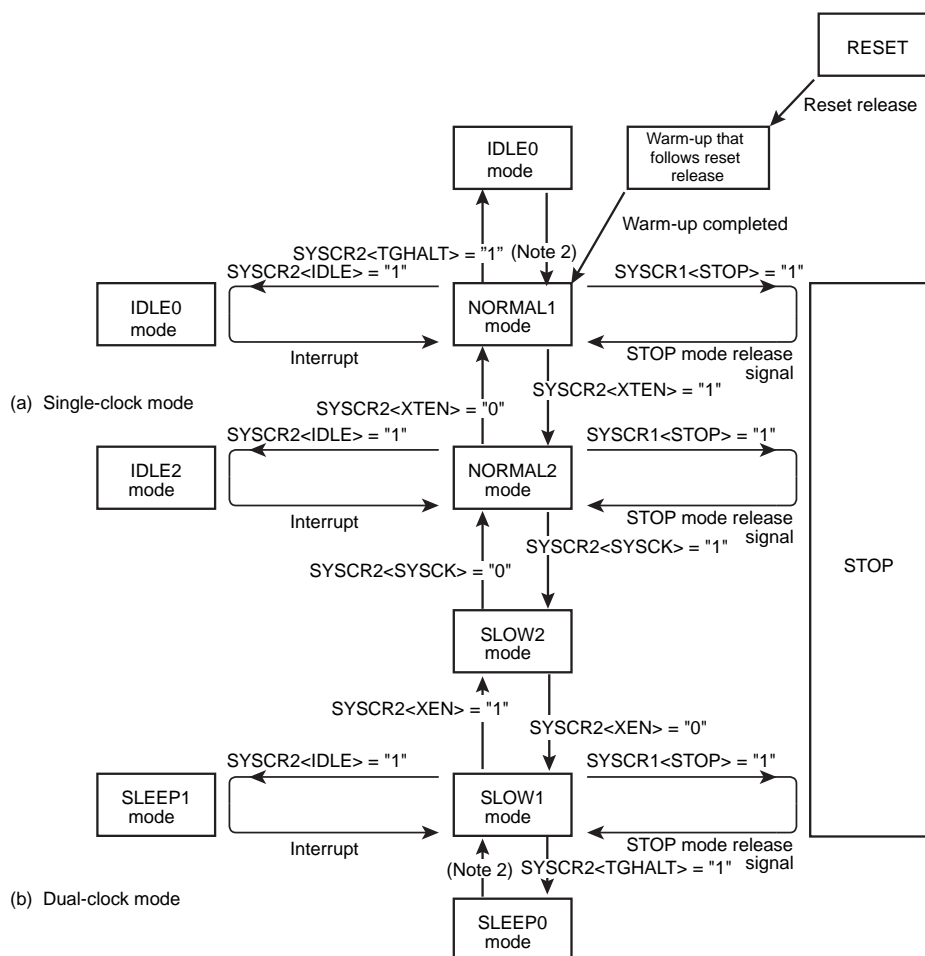 RESET
Reset release
Warm-up that
follows reset
release
IDLE0
mode
Warm-up completed
SYSCR2<TGHALT> = "1"
(Note 2)
SYSCR2<IDLE> = "1"
SYSCR1<STOP> = "1"
IDLE0
mode
NORMAL1
mode
Interrupt
STOP mode release
signal
SYSCR2<XTEN> = "1"
(a) Single-clock mode
SYSCR2<XTEN> = "0"
SYSCR2<IDLE> = "1"
SYSCR1<STOP> = "1"
IDLE2
mode
NORMAL2
mode
Interrupt
STOP mode release
signal
SYSCR2<SYSCK> = "1"
SYSCR2<SYSCK> = "0"
STOP
SLOW2
mode
SYSCR2<XEN> = "1"
SYSCR2<XEN> = "0"
SYSCR2<IDLE> = "1"
SYSCR1<STOP> = "1"
SLEEP1
mode
SLOW1
mode
Interrupt
STOP mode release
signal
(Note 2)
SYSCR2<TGHALT> = "1"
(b) Dual-clock mode
SLEEP0
mode